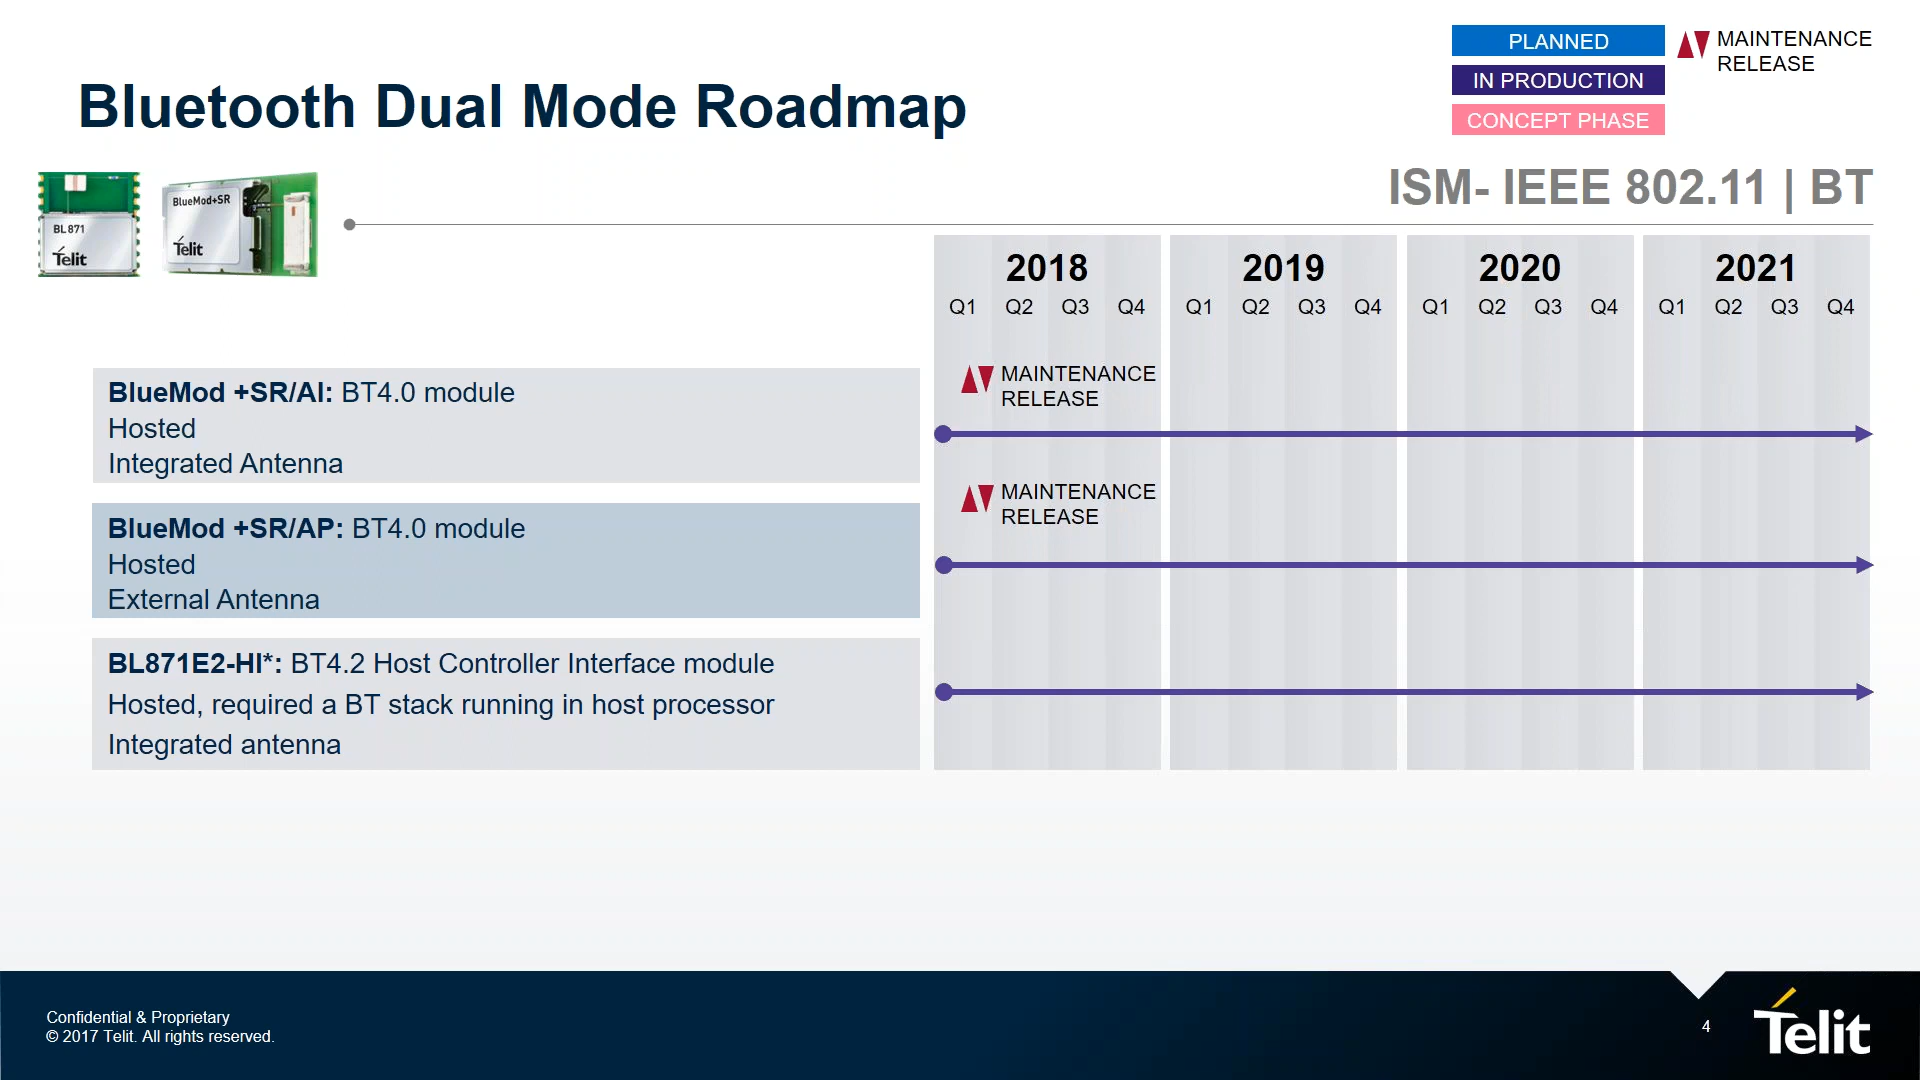 PLANNED
IN PRODUCTION
CONCEPT PHASE
MAINTENANCE
RELEASE
Bluetooth Dual Mode Roadmap
ISM- IEEE 802.11 | BT
BL871
Telit
BlueMod+SR
Telit
2018 2019 2020 2021
Q1 Q2 Q3 Q4 Q1 Q2 Q3 Q4 Q1 Q2 Q3 Q4 Q1 Q2 Q3 Q4
BlueMod +SR/AI: BT4.0 module
Hosted
Integrated Antenna
MAINTENANCE
RELEASE
BlueMod +SR/AP: BT4.0 module
Hosted
External Antenna
MAINTENANCE
RELEASE
BL871E2-HI*: BT4.2 Host Controller Interface module
Hosted, required a BT stack running in host processor
Integrated antenna
Confidential & Proprietary
© 2017 Telit. All rights reserved.
4
Telit